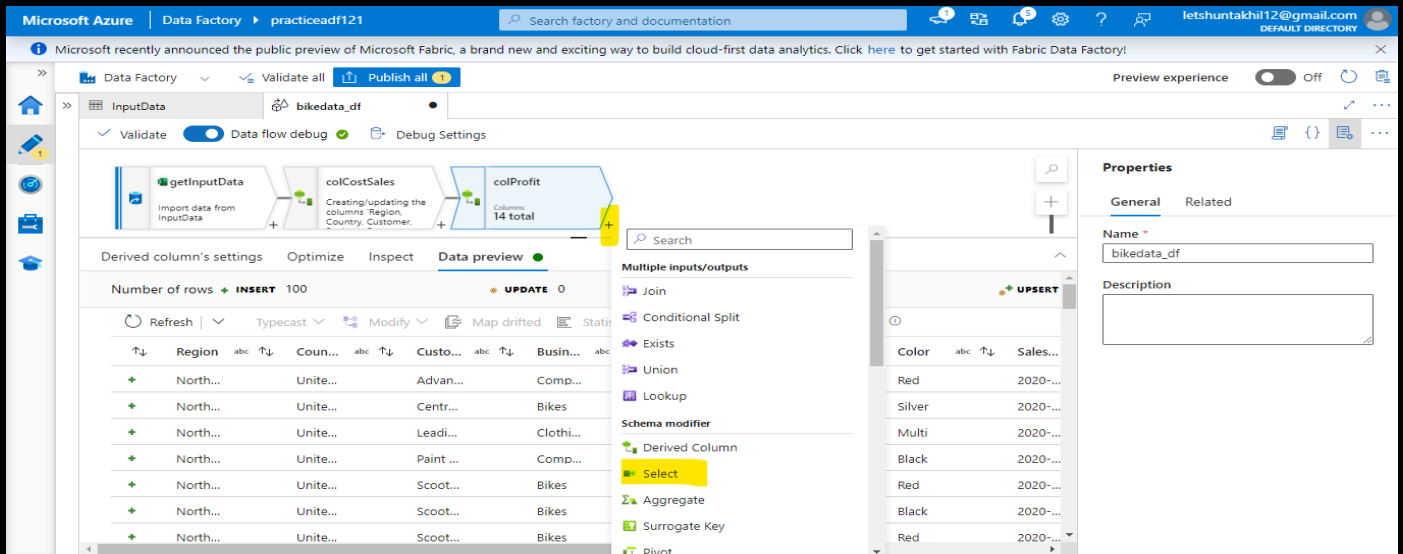 Microsoft Azure
Data Factory
practiceadf121
Search factory and documentation
1
5
?
letshuntakhil12@gmail.com
DEFAULT DIRECTORY
Microsoft recently announced the public preview of Microsoft Fabric, a brand new and exciting way to build cloud-first data analytics. Click here to get started with Fabric Data Factory!
Data Factory
Validate all
Publish all 1
Preview experience
Off
InputData
bikedata_df
1
Validate
Data flow debug
Debug Settings
{}
getInputData
Import data from
InputData
+
colCostSales
Creating/updating the
columns 'Region,
Country, Customer,
+
colProfit
Columns:
14 total
+
Properties
General
Related
Name *
bikedata_df
Description
Derived column's settings
Optimize
Inspect
Data preview
Number of rows
+ INSERT 100
UPDATE 0
UPSERT
Refresh
Typecast
Modify
Map drifted
Statis
Search
Multiple inputs/outputs
Join
Conditional Split
Exists
Union
Lookup
Schema modifier
Derived Column
Select
Aggregate
Surrogate Key
Pivot
Region abc Coun... abc Custo... abc Busin... abc Color abc Sales...
+ North... Unite... Advan... Comp... Red 2020-...
+ North... Unite... Centr... Bikes Silver 2020-...
+ North... Unite... Leadi... Clothi... Multi 2020-...
+ North... Unite... Paint ... Comp... Black 2020-...
+ North... Unite... Scoot... Bikes Red 2020-...
+ North... Unite... Scoot... Bikes Black 2020-...
+ North... Unite... Scoot... Bikes Red 2020-...